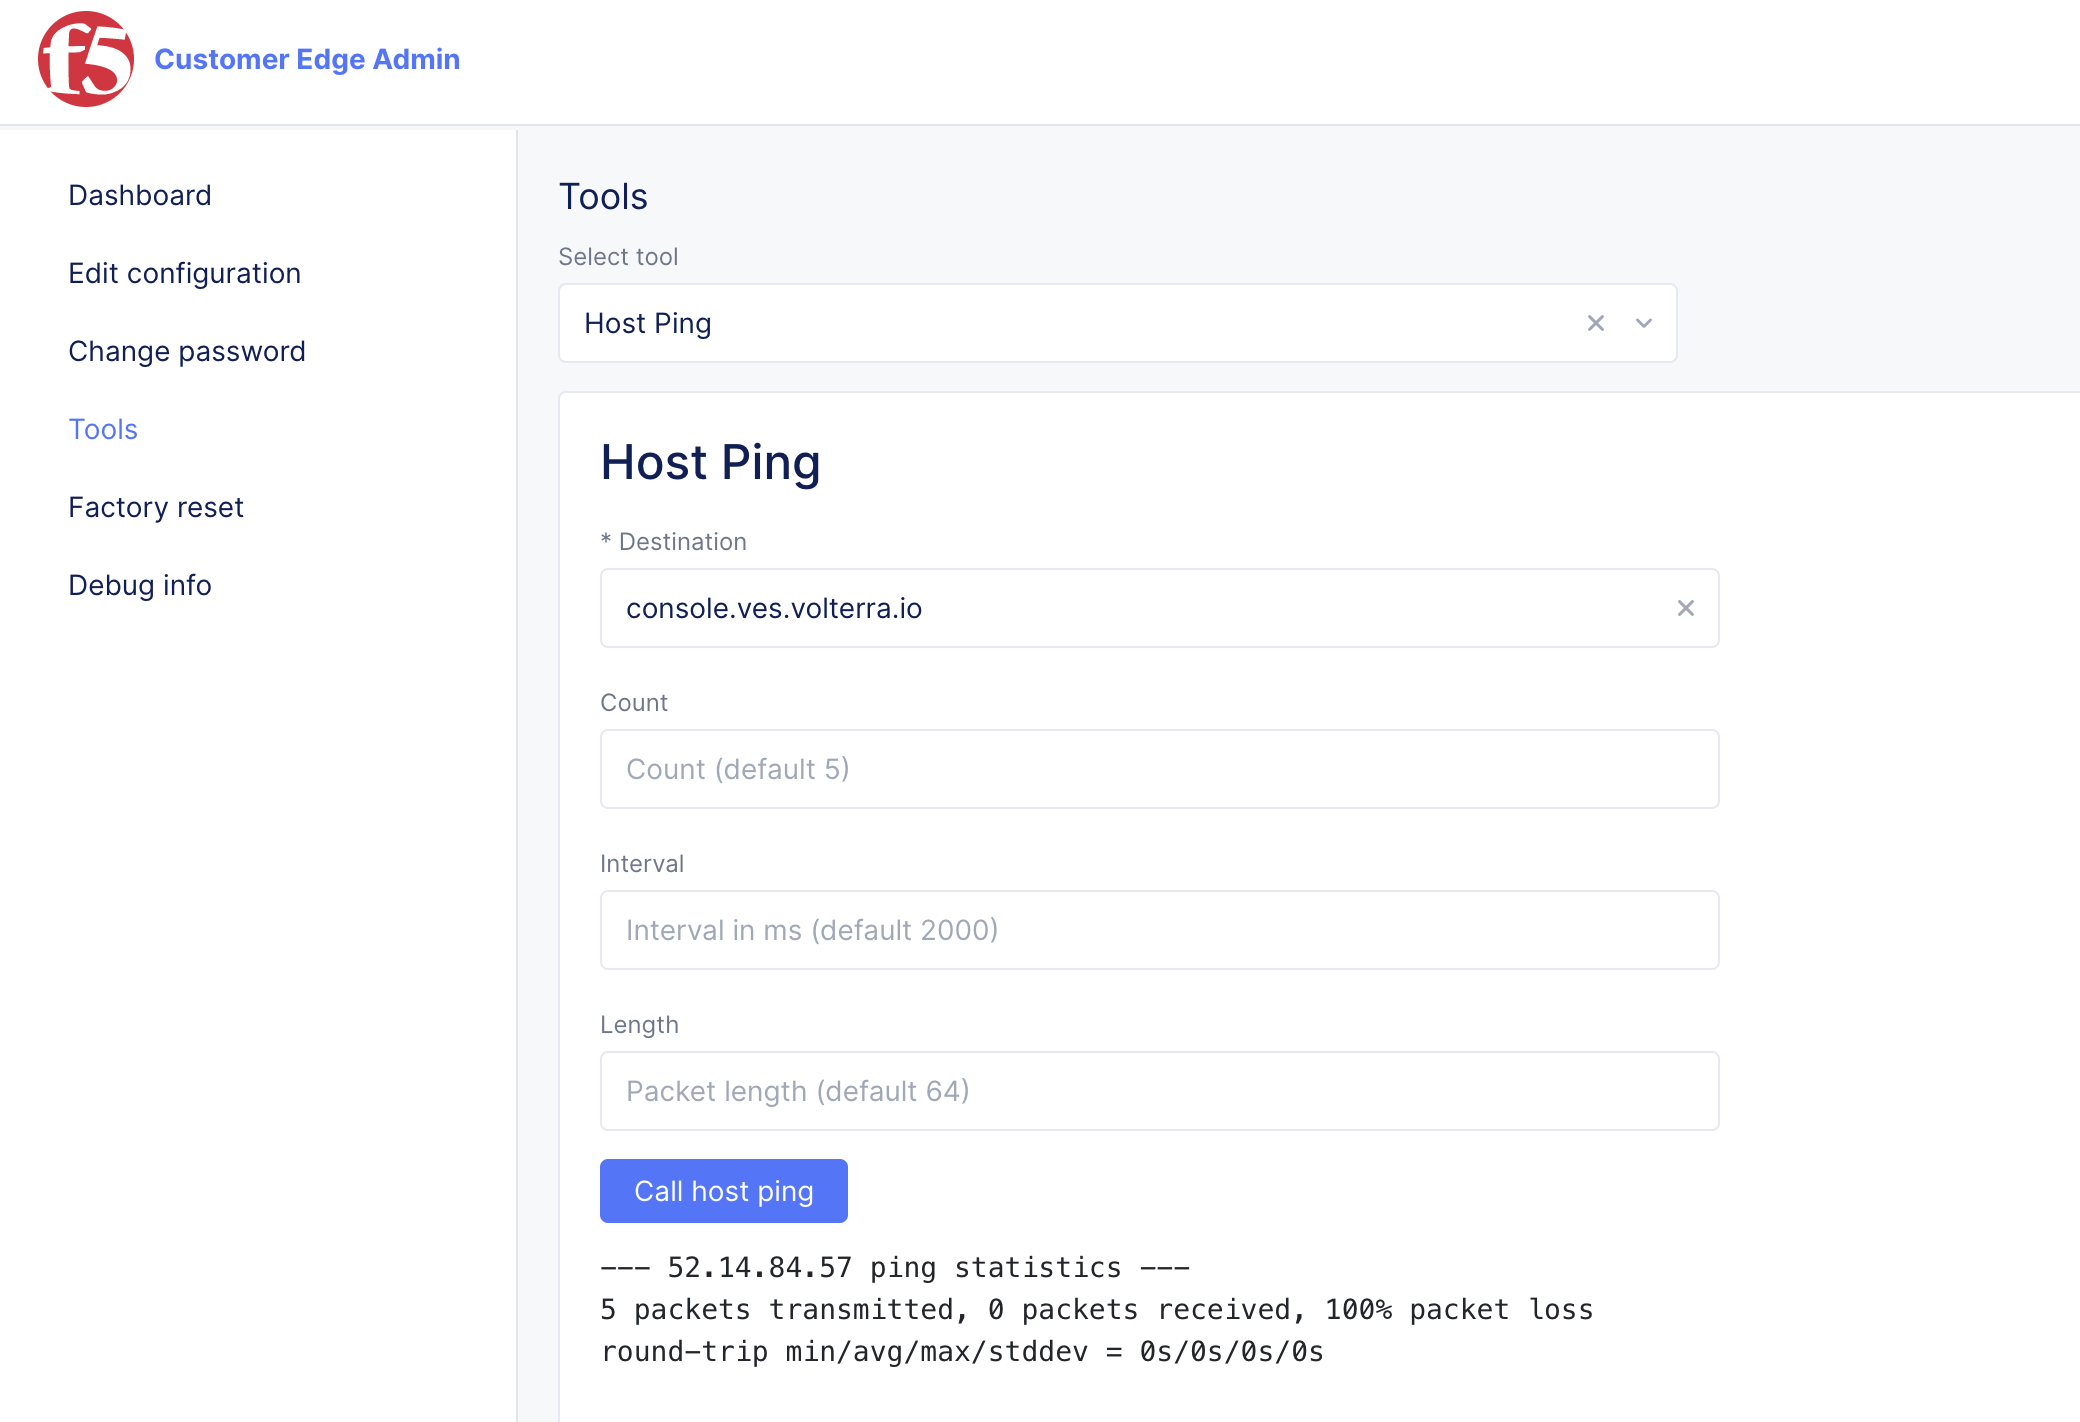 f5 Customer Edge Admin
Dashboard
Edit configuration
Change password
Tools
Factory reset
Debug info
Tools
Select tool
Host Ping
Host Ping
* Destination
console.ves.volterra.io
Count
Count (default 5)
Interval
Interval in ms (default 2000)
Length
Packet length (default 64)
Call host ping
--- 52.14.84.57 ping statistics ---
5 packets transmitted, 0 packets received, 100% packet loss
round-trip min/avg/max/stddev = 0s/0s/0s/0s